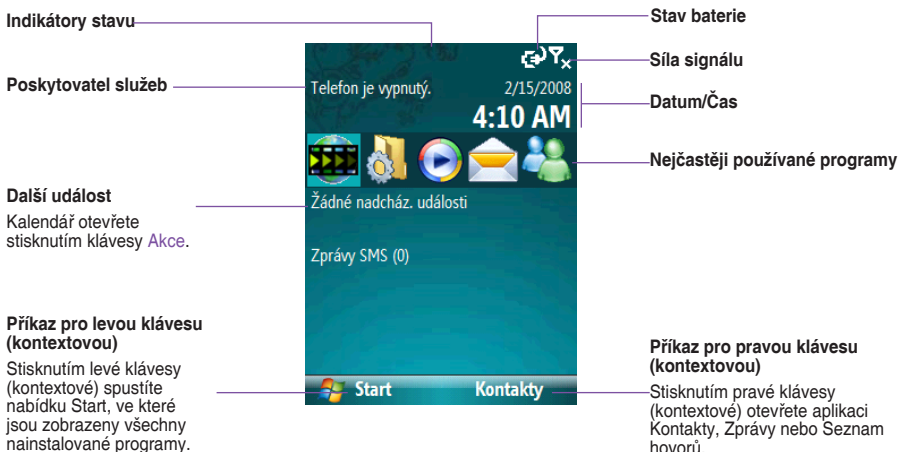 Indikátory stavu
Poskytovatel služeb
Další událost
Kalendář otevřete
stisknutím klávesy Akce.
Příkaz pro levou klávesu
(kontextovou)
Stisknutím levé klávesy
(kontextové) spustíte
nabídku Start, ve které
jsou zobrazeny všechny
nainstalované programy.
Telefon je vypnutý.
2/15/2008
4:10 AM
Žádné nadcház. události
Zprávy SMS (0)
Start
Kontakty
Stav baterie
Síla signálu
Datum/Čas
Nejčastěji používané programy
Příkaz pro pravou klávesu
(kontextovou)
Stisknutím pravé klávesy
(kontextové) otevřete aplikaci
Kontakty, Zprávy nebo Seznam
hovorů